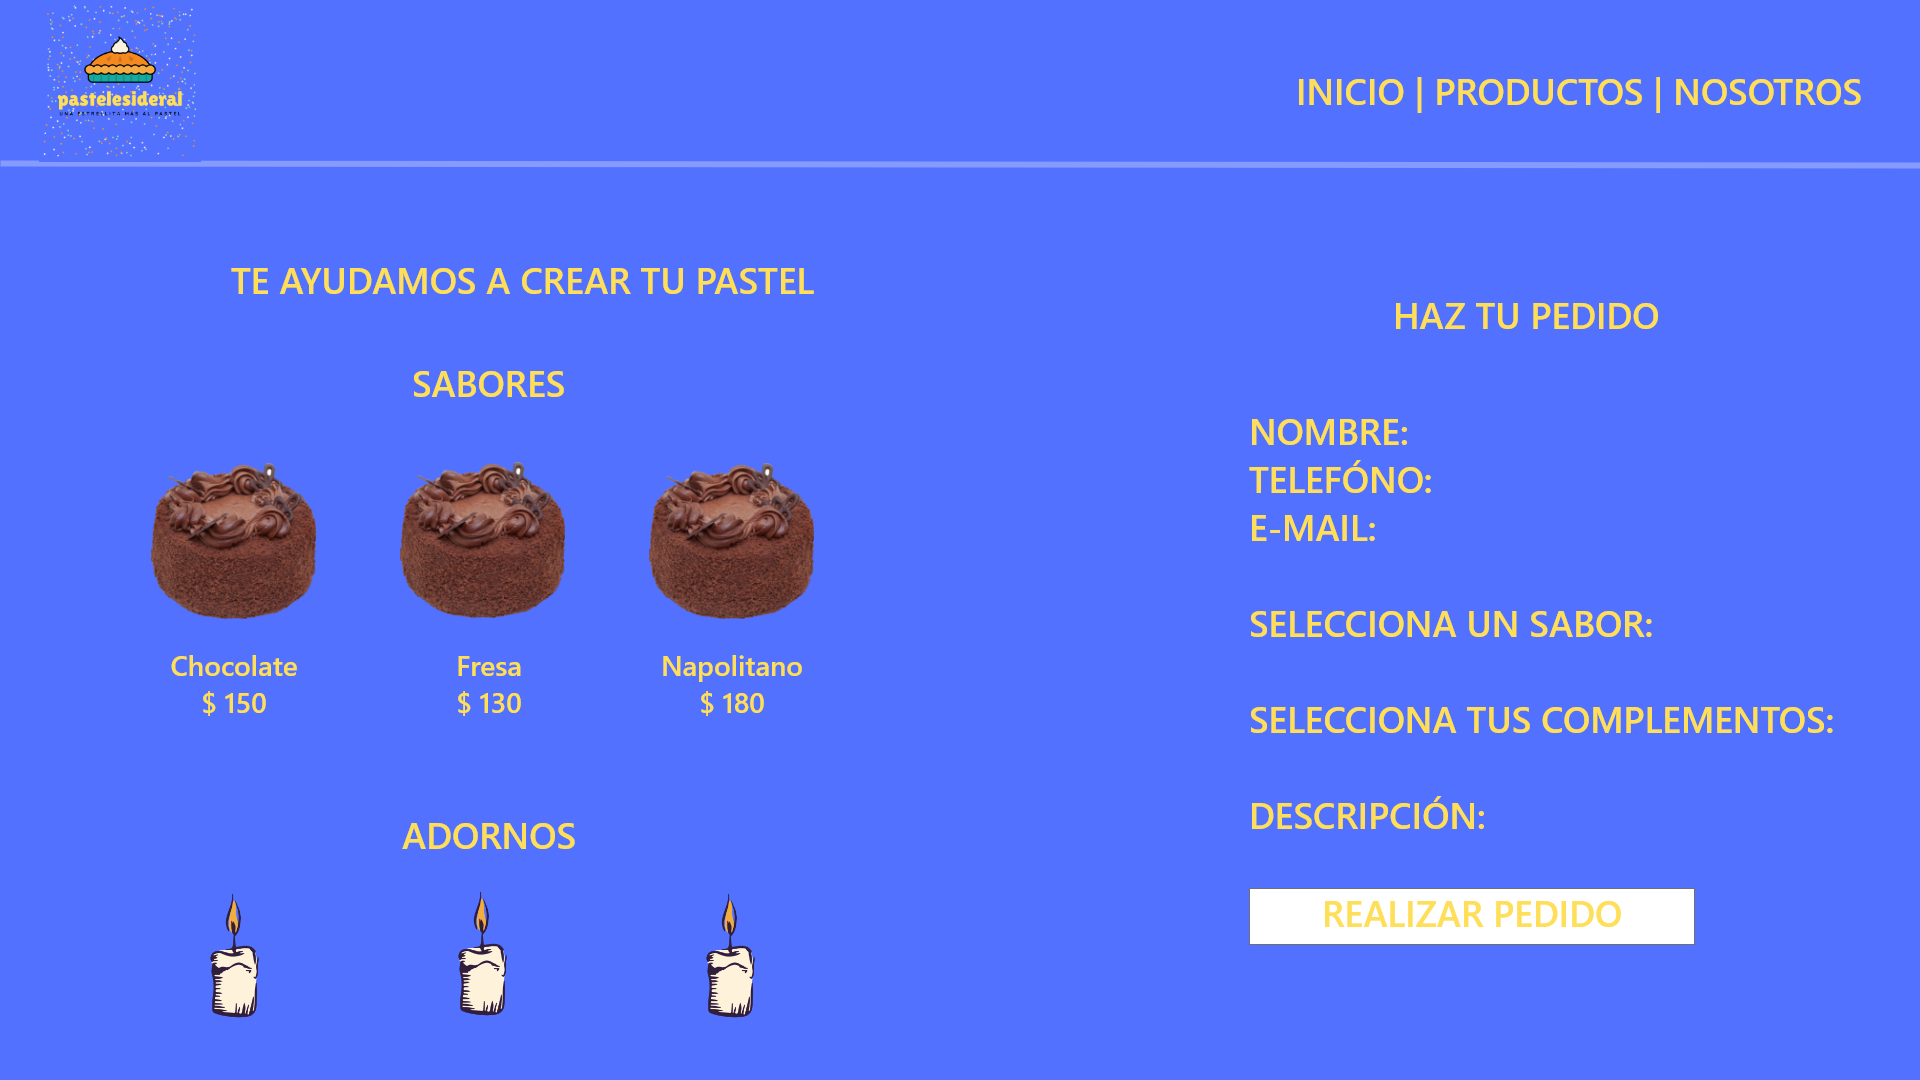 pastelesideral
UNA ESTRELLITA MAS AL PASTEL
INICIO | PRODUCTOS | NOSOTROS
TE AYUDAMOS A CREAR TU PASTEL
SABORES
Chocolate
$ 150
Fresa
$ 130
Napolitano
$ 180
ADORNOS
HAZ TU PEDIDO
NOMBRE:
TELEFÓNO:
E-MAIL:
SELECCIONA UN SABOR:
SELECCIONA TUS COMPLEMENTOS:
DESCRIPCIÓN:
REALIZAR PEDIDO